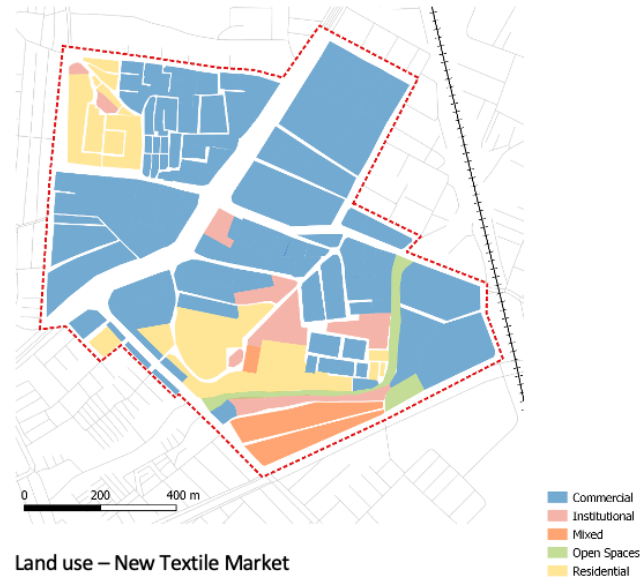 0 200 400 m
Land use – New Textile Market
Commercial
Institutional
Mixed
Open Spaces
Residential